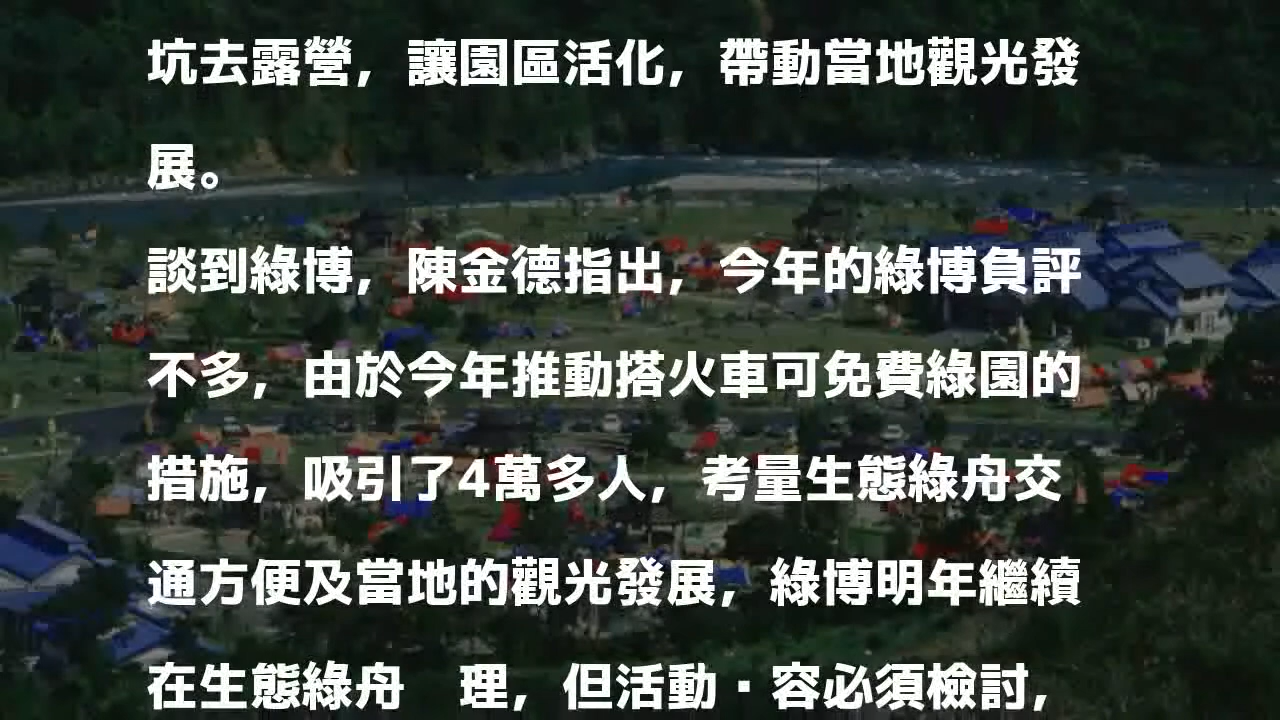 坑去露營，讓園區活化，帶動當地觀光發
展。
談到綠博，陳金德指出，今年的綠博負評
不多，由於今年推動搭火車可免費綠園的
措施，吸引了4萬多人，考量生態綠舟交
通方便及當地的觀光發展，綠博明年繼續
在生態綠舟　理，但活動·容必須檢討，